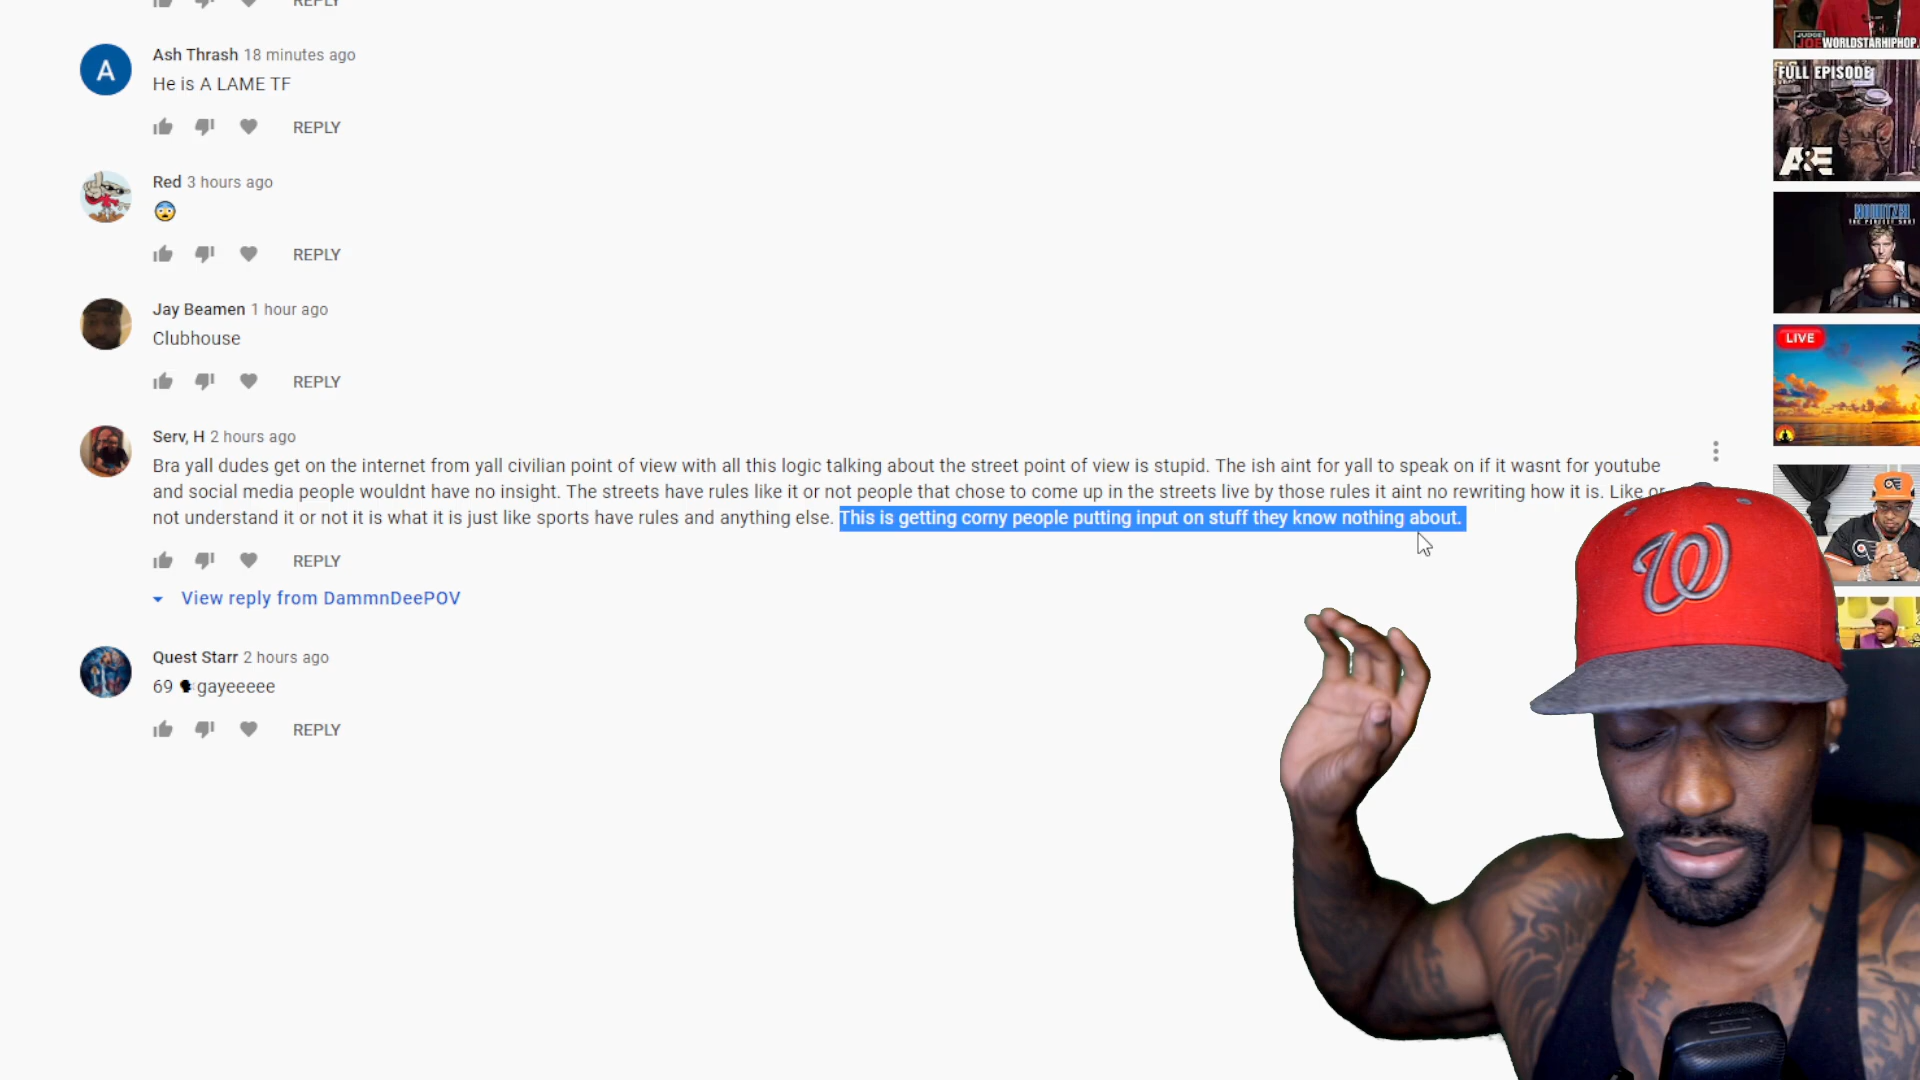 REPLY
A
Ash Thrash 18 minutes ago
He is A LAME TF
REPLY
Red 3 hours ago
REPLY
Jay Beamen 1 hour ago
Clubhouse
REPLY
Serv, H 2 hours ago
Bra yall dudes get on the internet from yall civilian point of view with all this logic talking about the street point of view is stupid. The ish aint for yall to speak on if it wasnt for youtube
and social media people wouldnt have no insight. The streets have rules like it or not people that chose to come up in the streets live by those rules it aint no rewriting how it is. Like or
not understand it or not it is what it is just like sports have rules and anything else. This is getting corny people putting input on stuff they know nothing about.
REPLY
View reply from DammnDeePOV
Quest Starr 2 hours ago
69 gayeeeee
REPLY
JUDGE
JOE WORLDSTARHIPHOP.
FULL EPISODE
A&E
NOWITZKI
THE PERFECT SHOT
LIVE
W